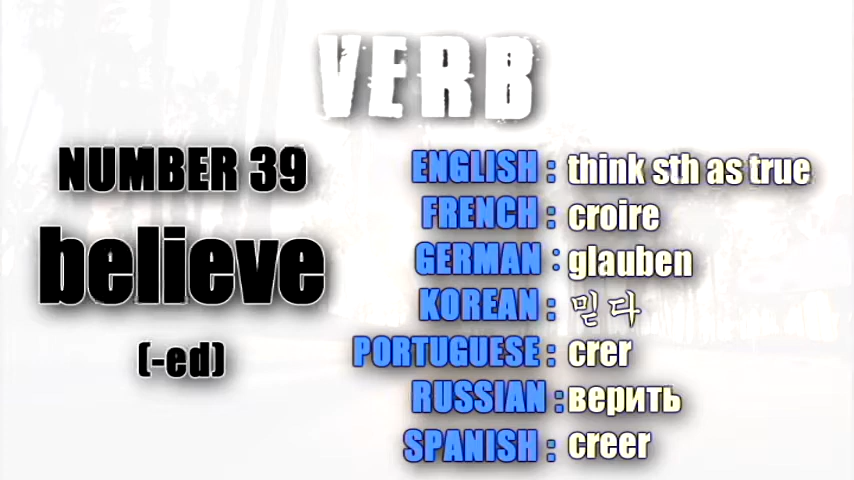 VERB
NUMBER 39
believe
(-ed)
ENGLISH : think sth as true
FRENCH : croire
GERMAN : glauben
KOREAN : 믿다
PORTUGUESE : crer
RUSSIAN : верить
SPANISH : creer